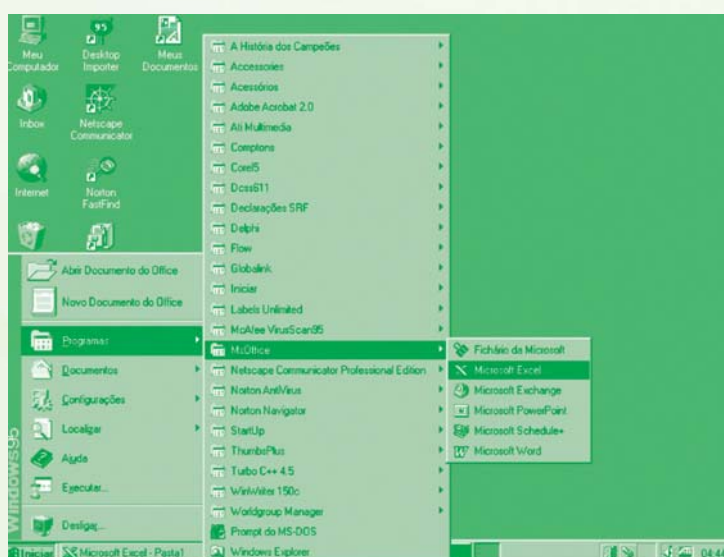 Meu Computador
Desktop Importer
Meus Documentos
Inbox
Netscape Communicator
Internet
Norton FastFind
Abrir Documento do Office
Novo Documento do Office
Programas
Documentos
Configurações
Localizar
Ajuda
Executar...
Desligar...
Windows95
A História dos Campeões
Accessories
Acessórios
Adobe Acrobat 2.0
Ati Multimedia
Comptons
Corel5
Dcss611
Declarações SRF
Delphi
Flow
Globalink
Iniciar
Labels Unlimited
McAfee VirusScan95
MsOffice
Netscape Communicator Professional Edition
Norton AntiVirus
Norton Navigator
StartUp
ThumbsPlus
Turbo C++ 4.5
WinWriter 150c
Worldgroup Manager
Prompt do MS-DOS
Windows Explorer
Fichário da Microsoft
Microsoft Excel
Microsoft Exchange
Microsoft PowerPoint
Microsoft Schedule+
Microsoft Word
Iniciar
Microsoft Excel - Pasta1